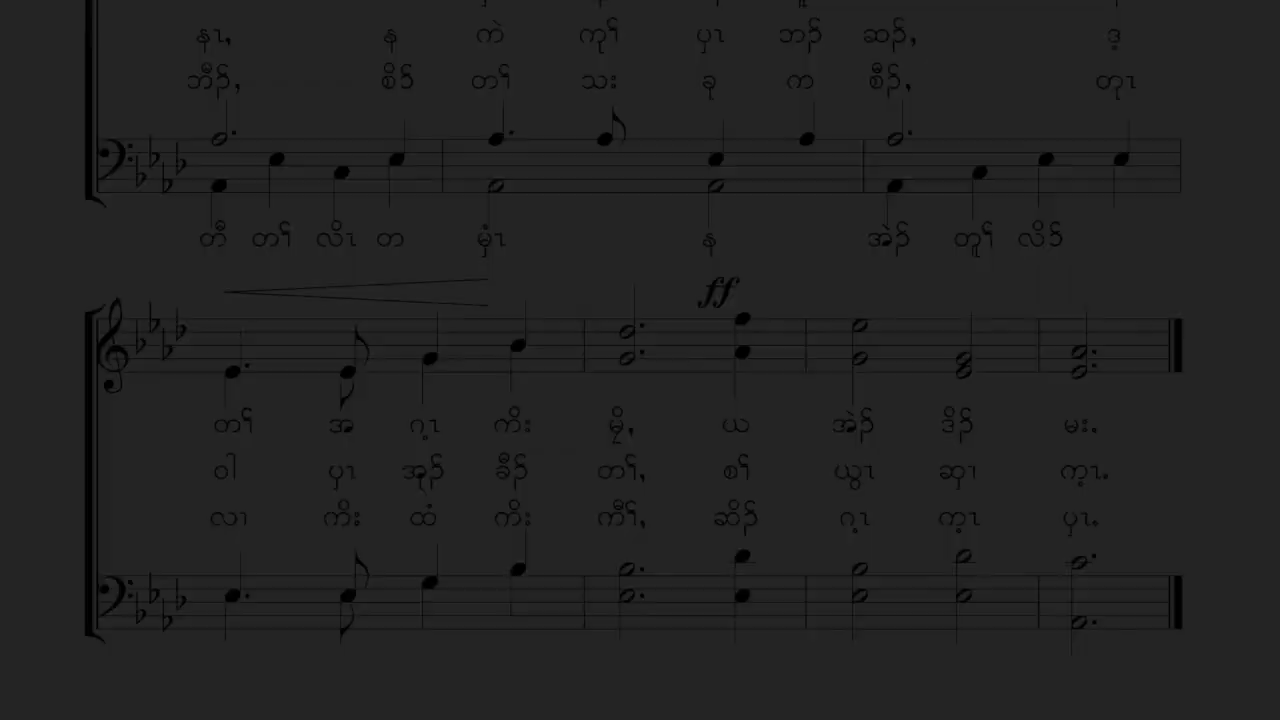 နၤ, န ကဲ ကုၢ် ပှၤ ဘၣ် ဆၣ်, ဒ့
ဘီၣ်, စိၣ် တၢ် သး ခု က စီၣ်, တုၤ
တီ တၢ် လိၤ တ မှံၤ န အဲၣ် တူၢ် လိၣ်
ff
တၢ် အ ဂ့ၤ ကိး မို, ယ အဲၣ် ဒိၣ် မး.
ဝါ ပှၤ အုၣ် ခီၣ် တၢ်, စၢ် ယွၤ ဆှၢ က့ၤ.
လၢ ကိး ထံ ကိး ကီၢ်, ဆိၣ် ဂ့ၤ က့ၤ ပှၤ.